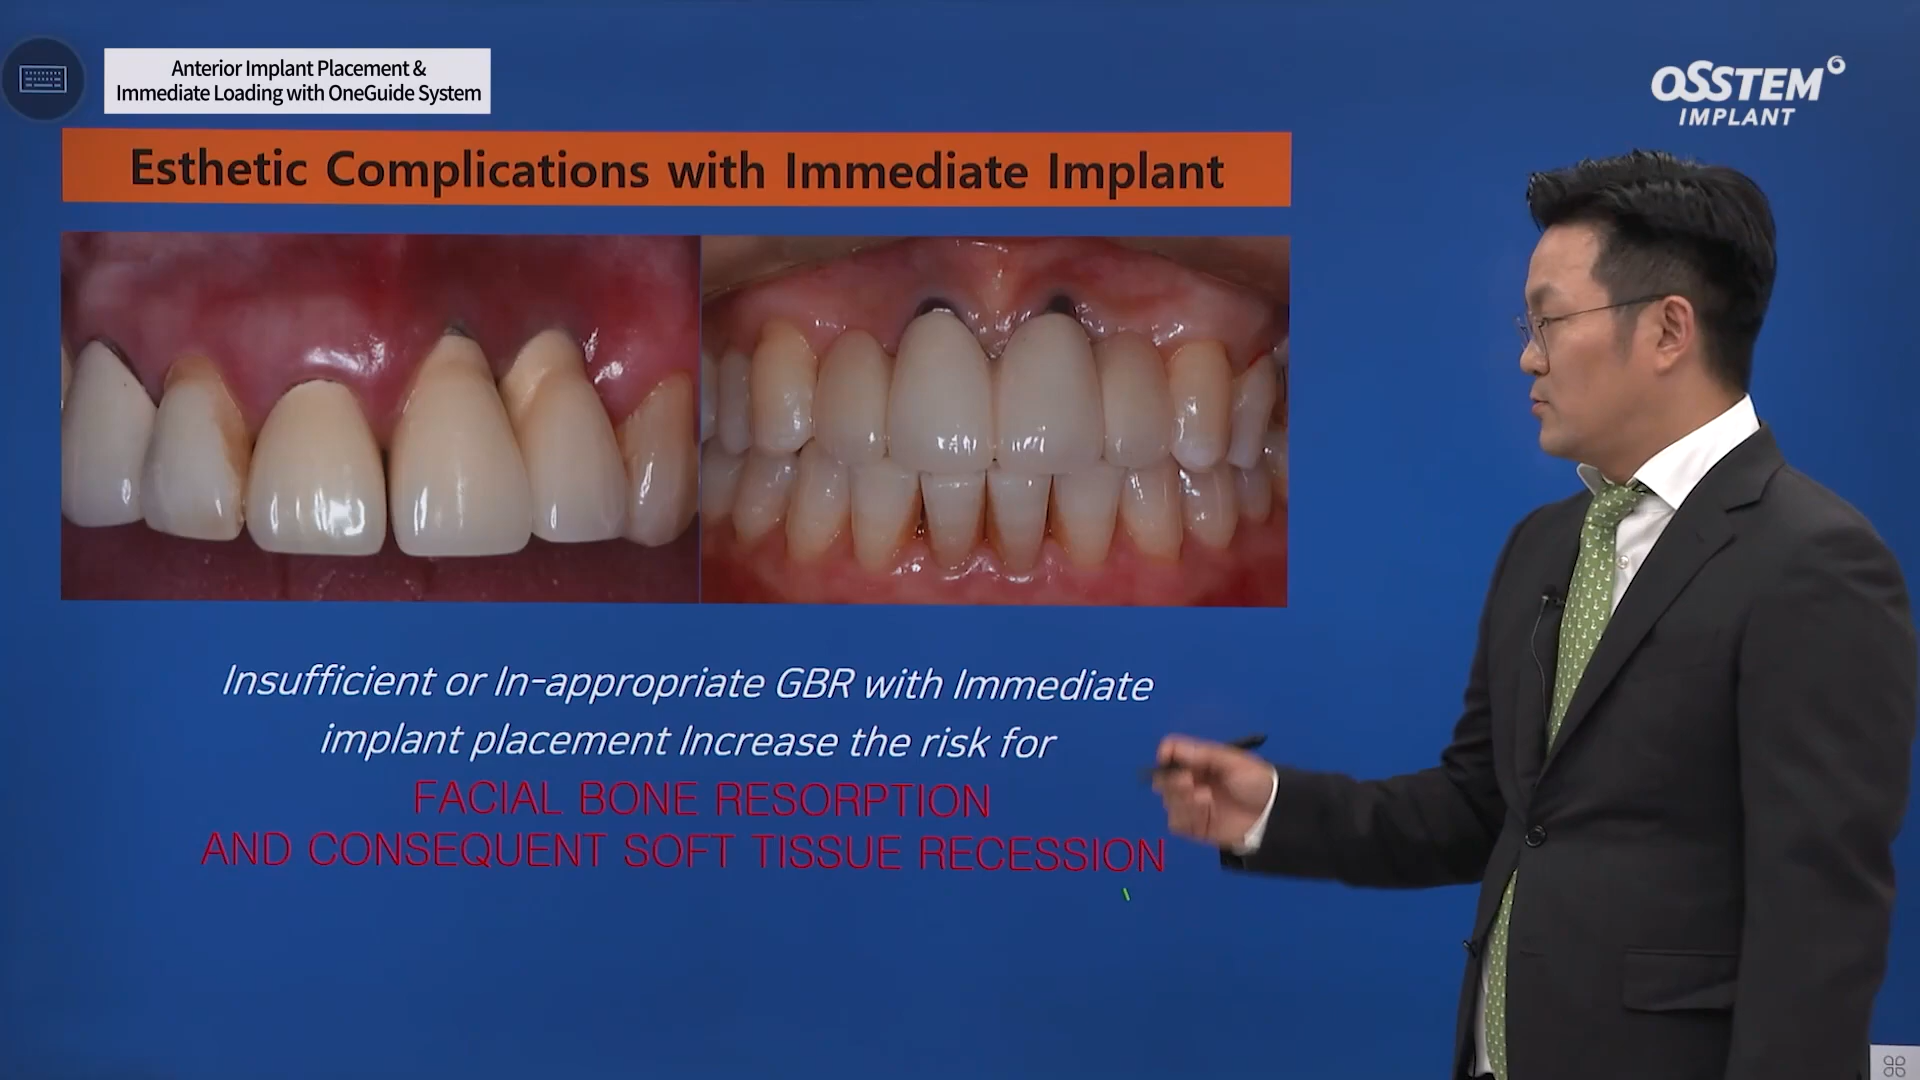 Anterior Implant Placement &
Immediate Loading with OneGuide System
OSSTEM
IMPLANT
Esthetic Complications with Immediate Implant
Insufficient or In-appropriate GBR with Immediate
implant placement Increase the risk for
FACIAL BONE RESORPTION
AND CONSEQUENT SOFT TISSUE RECESSION